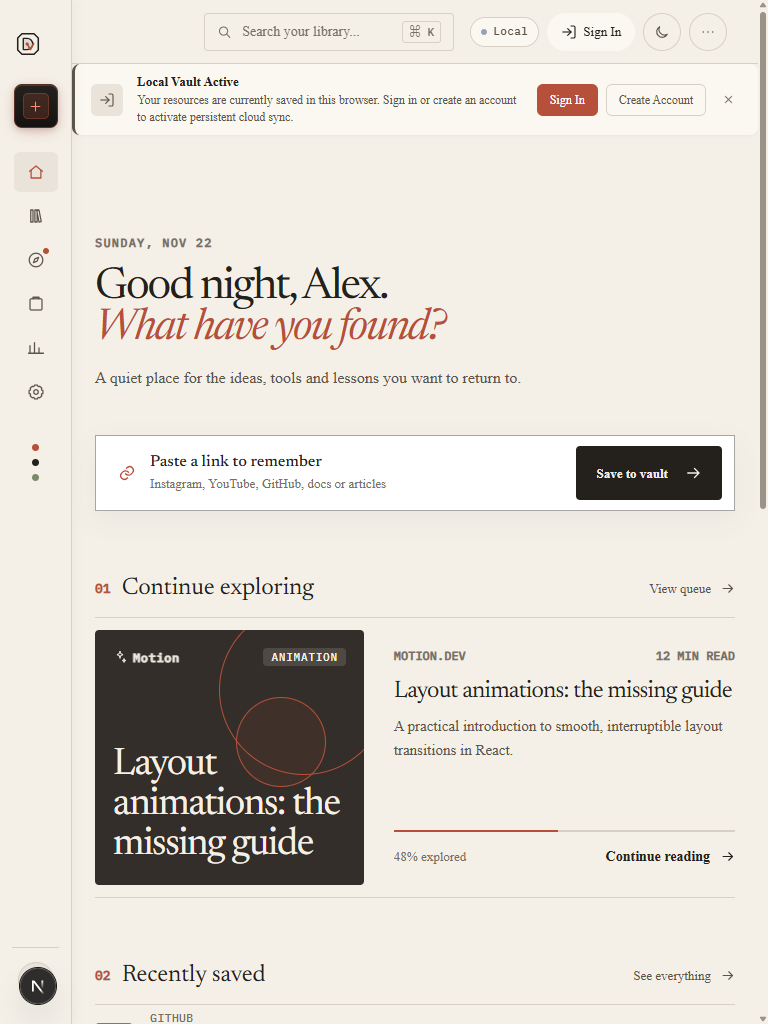 Search your library...
⌘ K
Local
Sign In
Local Vault Active
Your resources are currently saved in this browser. Sign in or create an account
to activate persistent cloud sync.
Sign In
Create Account
SUNDAY, NOV 22
Good night, Alex.
What have you found?
A quiet place for the ideas, tools and lessons you want to return to.
Paste a link to remember
Instagram, YouTube, GitHub, docs or articles
Save to vault
01 Continue exploring
View queue
Motion
ANIMATION
Layout
animations: the
missing guide
MOTION.DEV
12 MIN READ
Layout animations: the missing guide
A practical introduction to smooth, interruptible layout
transitions in React.
48% explored
Continue reading
N
02 Recently saved
See everything
GITHUB